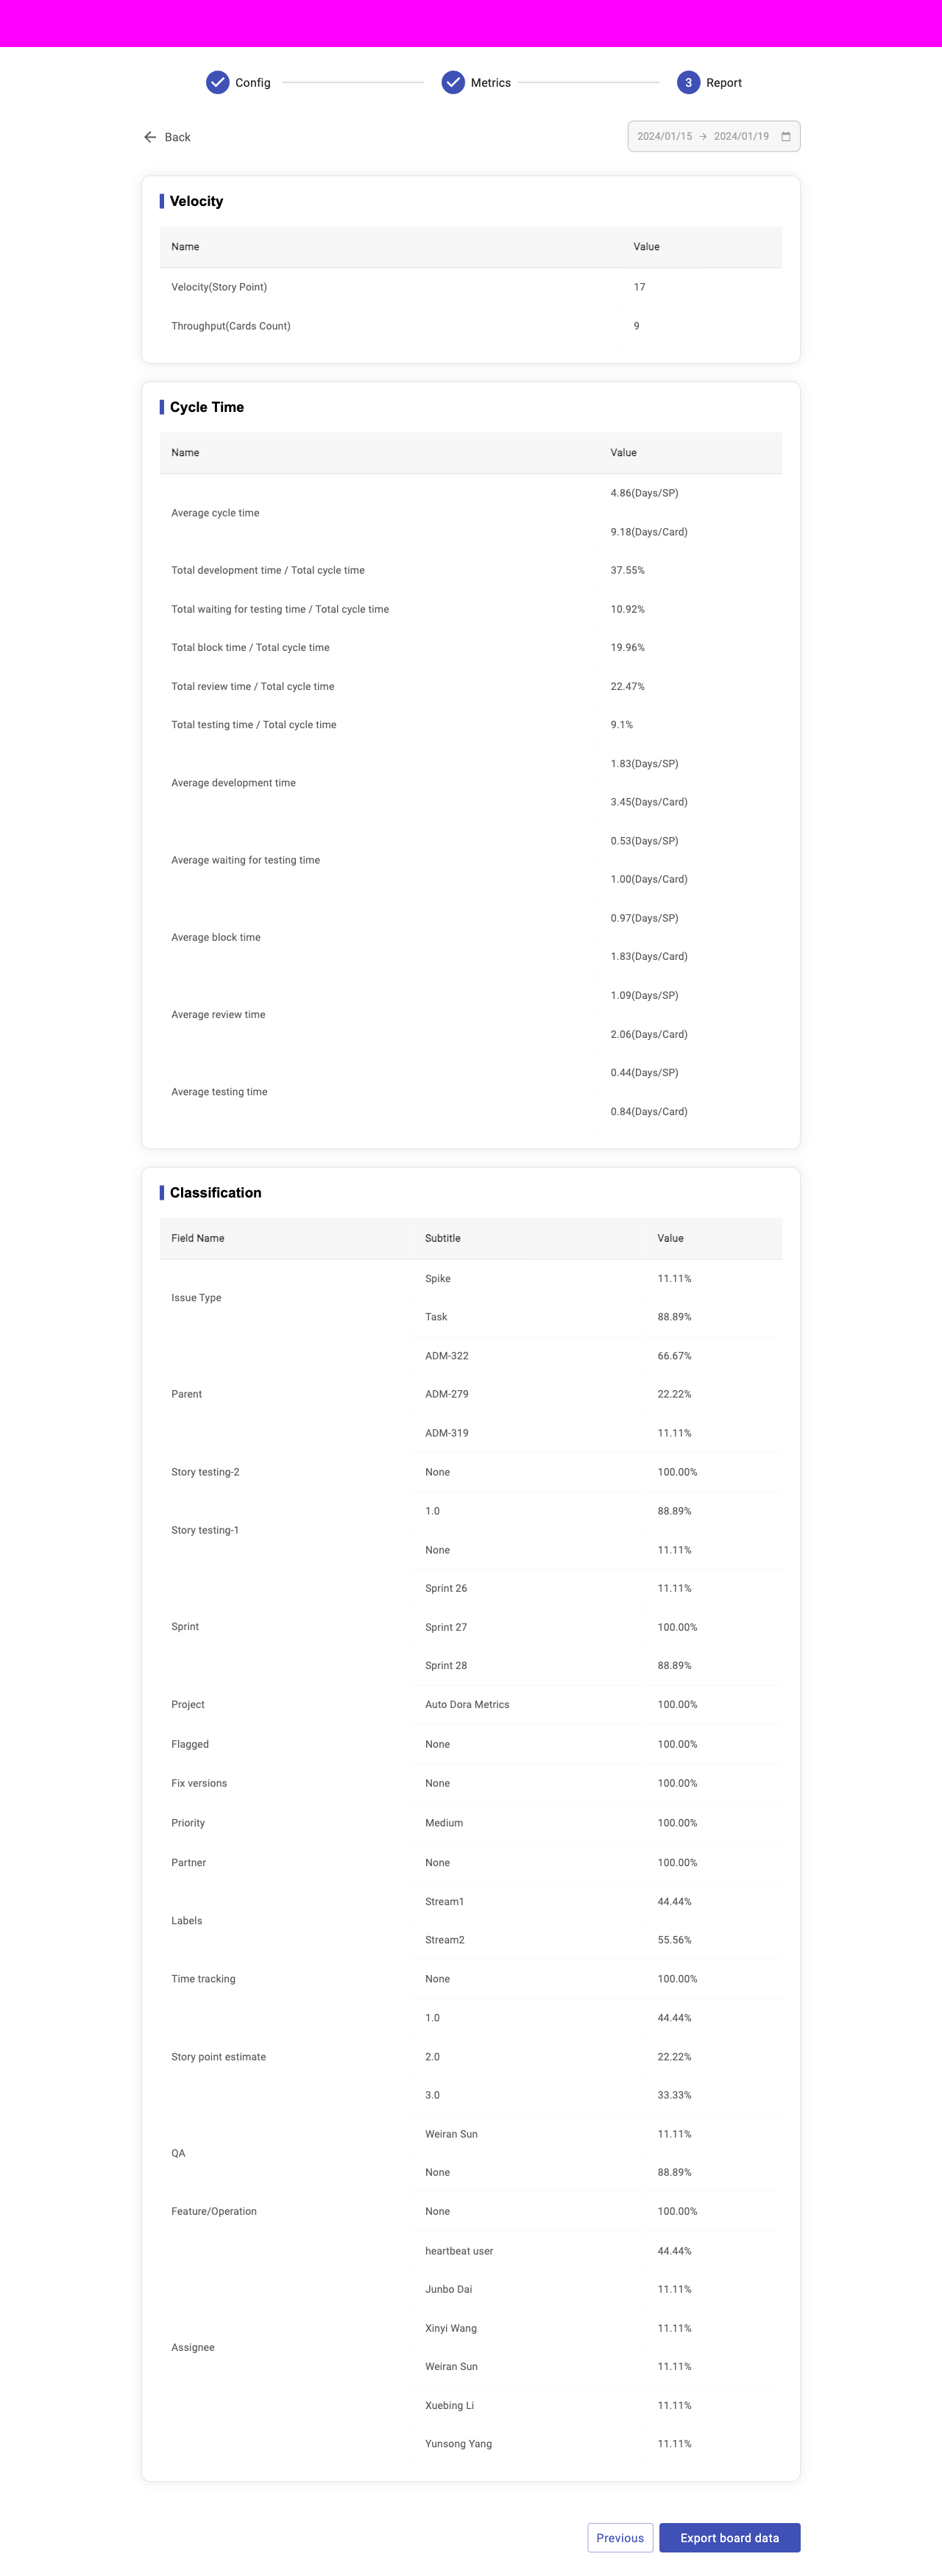 Config
Metrics
3 Report
Back
2024/01/15 → 2024/01/19
Velocity
Name Value
Velocity(Story Point) 17
Throughput(Cards Count) 9
Cycle Time
Name Value
Average cycle time
4.86(Days/SP)
9.18(Days/Card)
Total development time / Total cycle time 37.55%
Total waiting for testing time / Total cycle time 10.92%
Total block time / Total cycle time 19.96%
Total review time / Total cycle time 22.47%
Total testing time / Total cycle time 9.1%
Average development time
1.83(Days/SP)
3.45(Days/Card)
Average waiting for testing time
0.53(Days/SP)
1.00(Days/Card)
Average block time
0.97(Days/SP)
1.83(Days/Card)
Average review time
1.09(Days/SP)
2.06(Days/Card)
Average testing time
0.44(Days/SP)
0.84(Days/Card)
Classification
Field Name Subtitle Value
Issue Type
Spike 11.11%
Task 88.89%
Parent
ADM-322 66.67%
ADM-279 22.22%
ADM-319 11.11%
Story testing-2 None 100.00%
Story testing-1
1.0 88.89%
None 11.11%
Sprint
Sprint 26 11.11%
Sprint 27 100.00%
Sprint 28 88.89%
Project Auto Dora Metrics 100.00%
Flagged None 100.00%
Fix versions None 100.00%
Priority Medium 100.00%
Partner None 100.00%
Labels
Stream1 44.44%
Stream2 55.56%
Time tracking None 100.00%
Story point estimate
1.0 44.44%
2.0 22.22%
3.0 33.33%
QA
Weiran Sun 11.11%
None 88.89%
Feature/Operation None 100.00%
Assignee
heartbeat user 44.44%
Junbo Dai 11.11%
Xinyi Wang 11.11%
Weiran Sun 11.11%
Xuebing Li 11.11%
Yunsong Yang 11.11%
Previous
Export board data